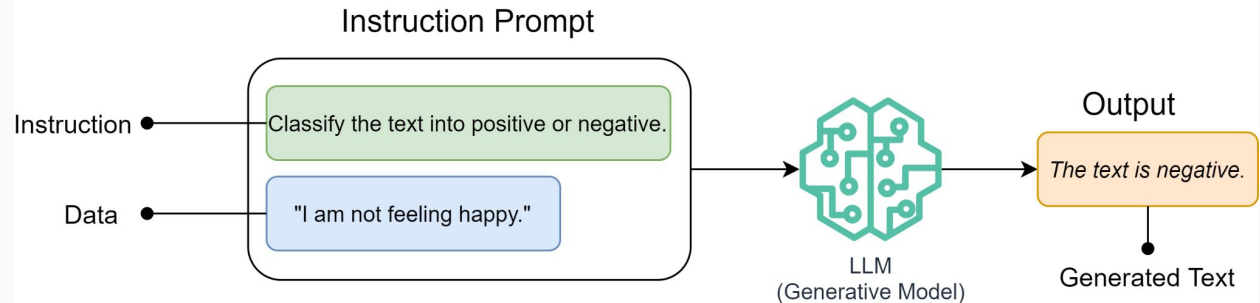 Instruction Prompt
Instruction
Classify the text into positive or negative.
Data
"I am not feeling happy."
LLM
(Generative Model)
Output
The text is negative.
Generated Text